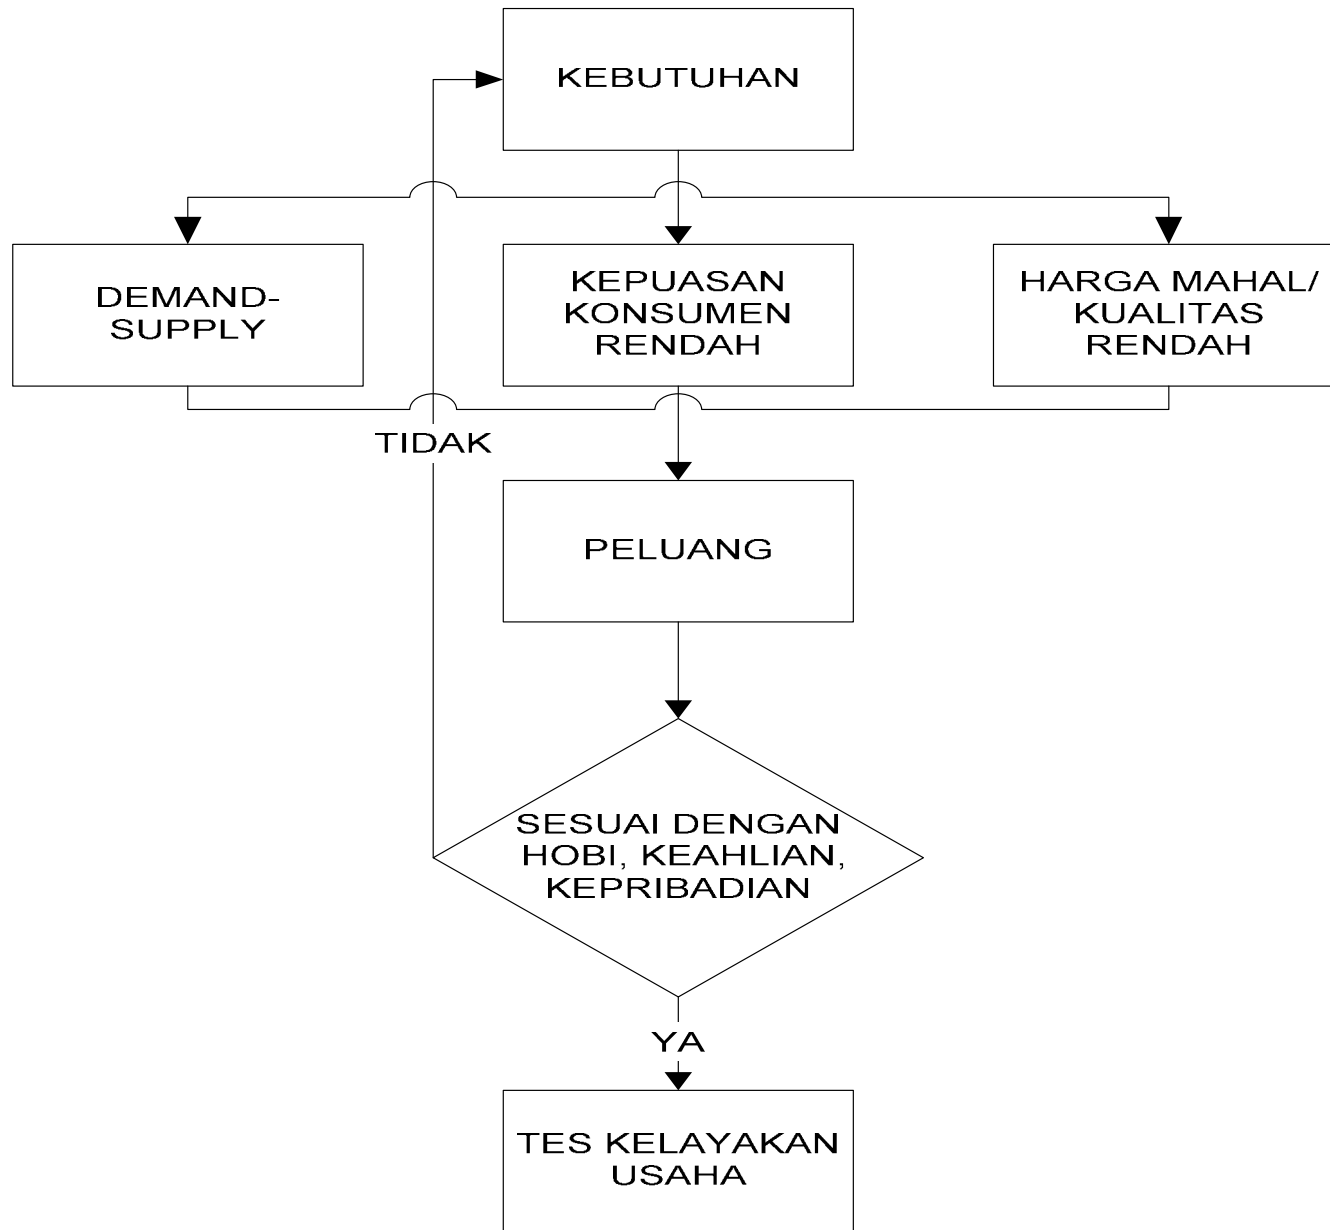 KEBUTUHAN
DEMAND-
SUPPLY
KEPUASAN
KONSUMEN
RENDAH
HARGA MAHAL/
KUALITAS
RENDAH
TIDAK
PELUANG
SESUAI DENGAN
HOBI, KEAHLIAN,
KEPRIBADIAN
YA
TES KELAYAKAN
USAHA